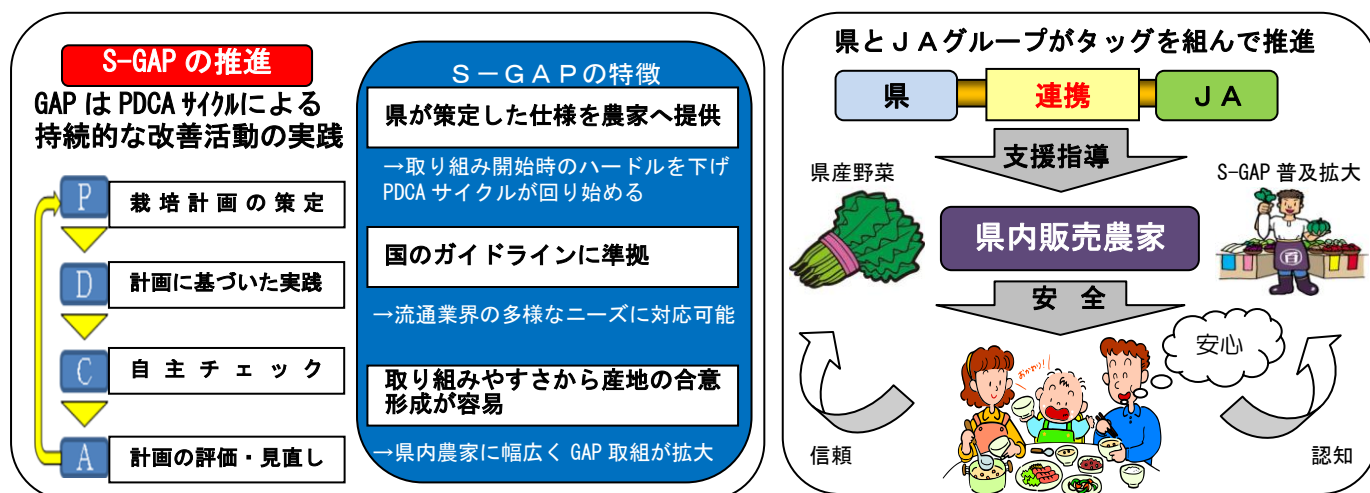 S-GAP の推進
GAP は PDCA ｻｲｸﾙによる
持続的な改善活動の実践
P
栽培計画の策定
D
計画に基づいた実践
C
自主チェック
A
計画の評価・見直し
Ｓ－ＧＡＰの特徴
県が策定した仕様を農家へ提供
→取り組み開始時のハードルを下げ
PDCA サイクルが回り始める
国のガイドラインに準拠
→流通業界の多様なニーズに対応可能
取り組みやすさから産地の合意
形成が容易
→県内農家に幅広く GAP 取組が拡大
県とＪＡグループがタッグを組んで推進
県
連携
ＪＡ
支援指導
県産野菜
S-GAP 普及拡大
県内販売農家
安 全
安心
おかわり!
信頼
認知